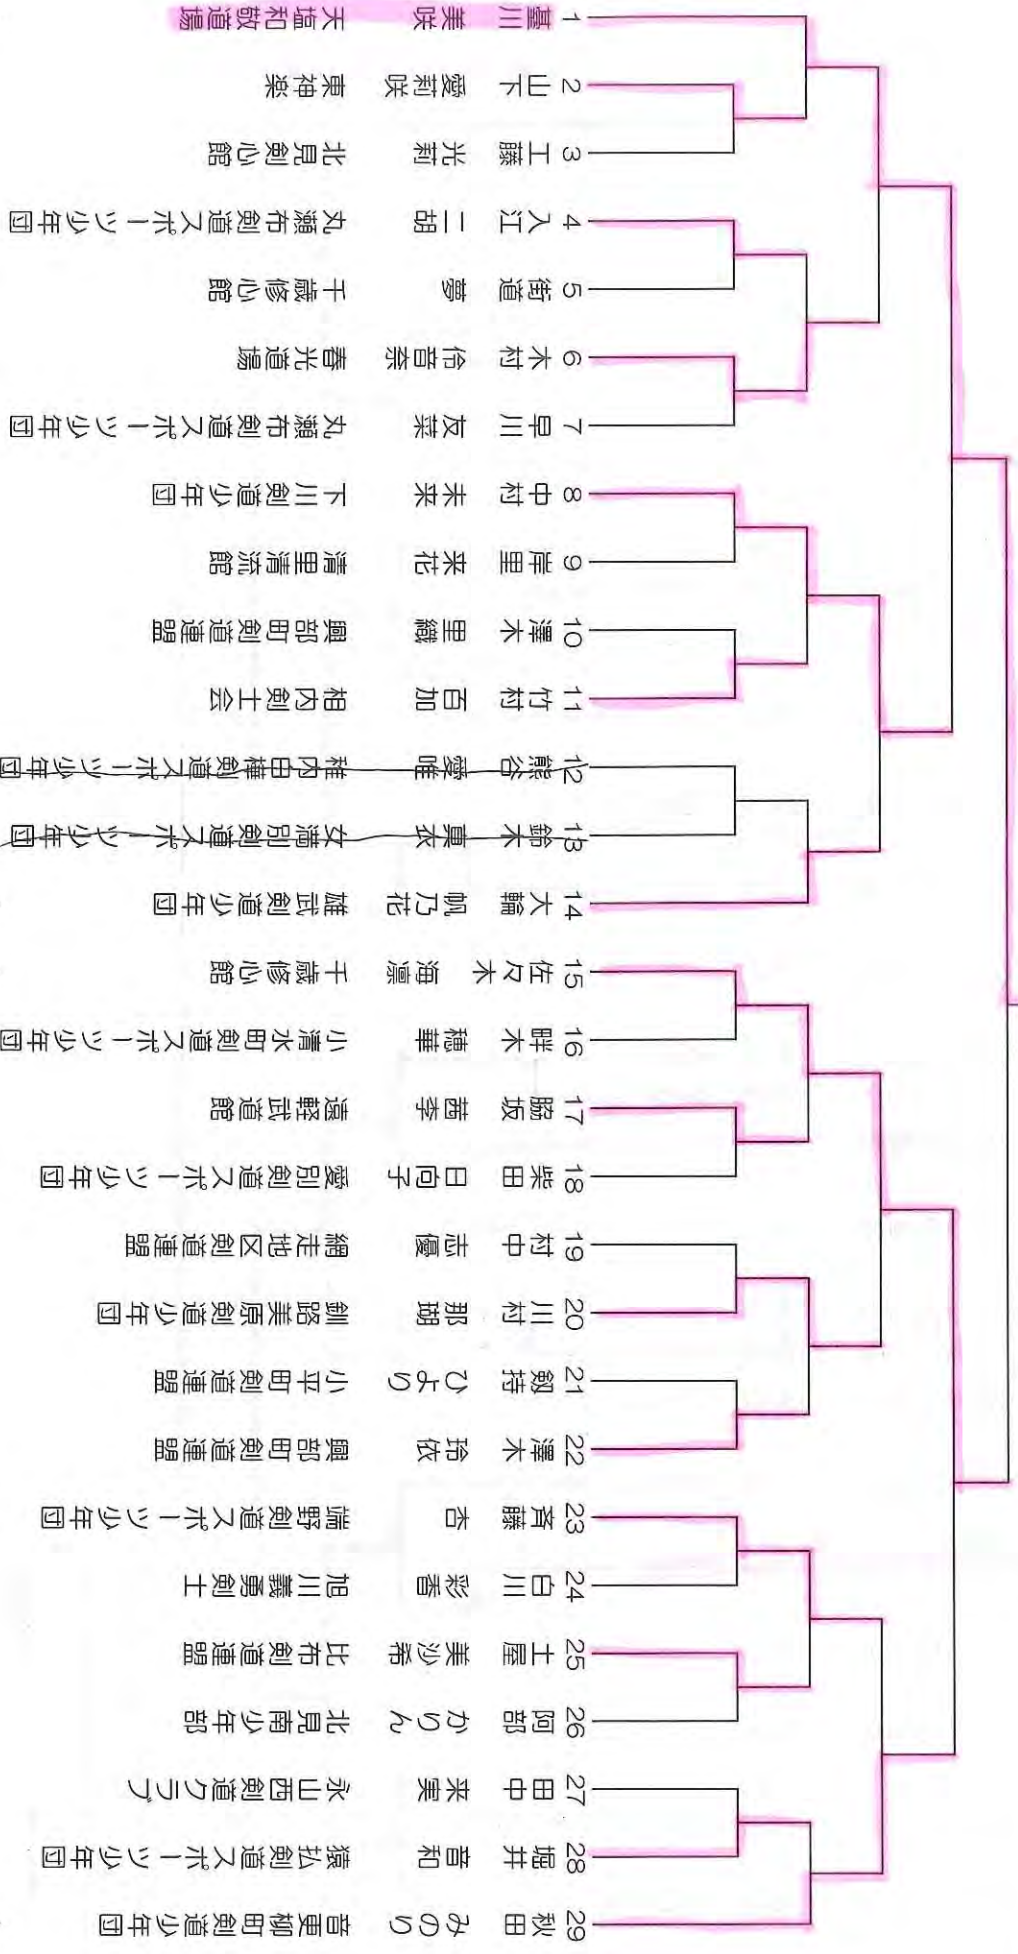 1 墓川 美咲 天塩和敬道場
2 山下 愛莉咲 東神楽
3 工藤 光莉 北見剣心館
4 入江 一胡 丸瀬布剣道スポーツ少年団
5 街道 夢 千歳修心館
6 木村 伶音奈 春光道場
7 早川 友菜 丸瀬布剣道スポーツ少年団
8 中村 未来 下川剣道少年団
9 岸里 来花 清里清流館
10 澤木 里織 興部町剣道連盟
11 竹村 百加 相内剣士会
12 熊谷 愛唯 稚内由樺剣道スポーツ少年団
13 鈴木 真衣 女満別剣道スポーツ少年団
14 大輪 帆乃花 雄武剣道少年団
15 佐々木 海凛 千歳修心館
16 畔木 穂華 小清水町剣道スポーツ少年団
17 脇坂 茜李 遠軽武道館
18 柴田 日向子 愛別剣道スポーツ少年団
19 村中 志優 網走地区剣道連盟
20 川村 那瑚 釧路美原剣道少年団
21 剱持 ひより 小平町剣道連盟
22 澤木 玲依 興部町剣道連盟
23 斉藤 杏 端野剣道スポーツ少年団
24 白川 彩香 旭川義勇剣士
25 土屋 美沙希 比布剣道連盟
26 阿部 かりん 北見南少年部
27 田中 来実 永山西剣道クラブ
28 堀井 音和 猿払剣道スポーツ少年団
29 秋田 みのり 音更柳町剣道少年団